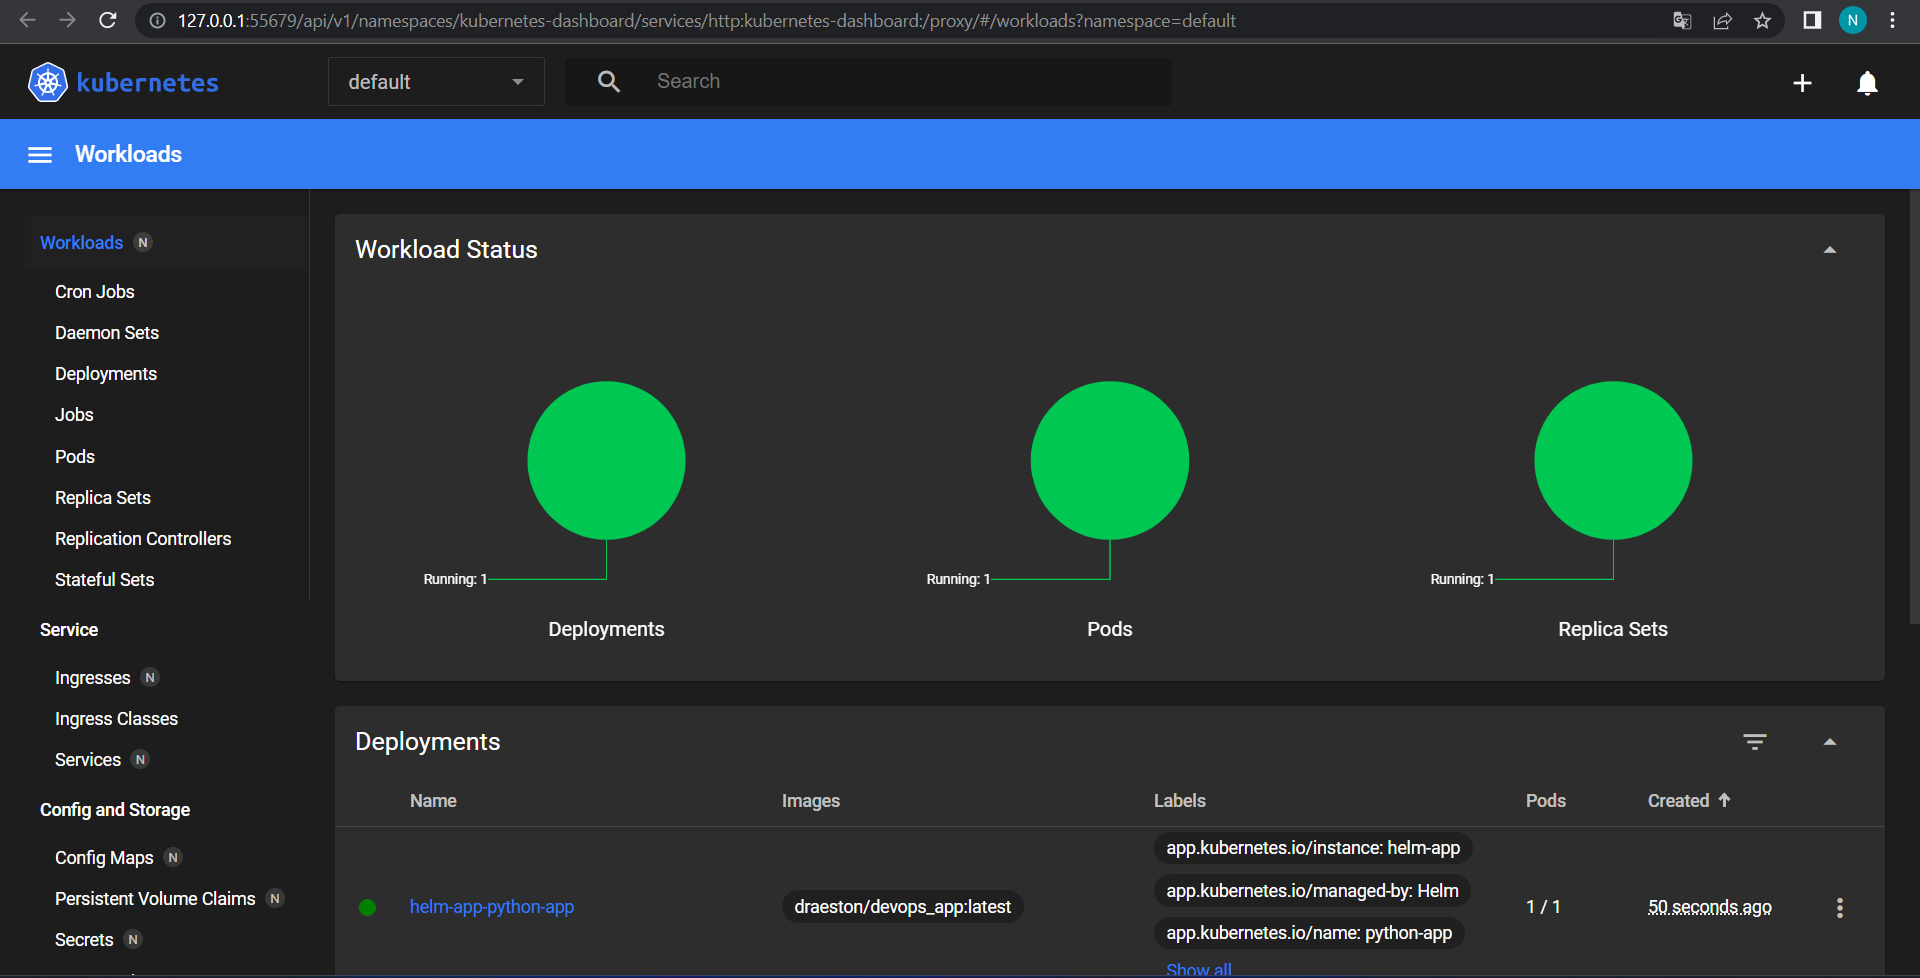 127.0.0.1:55679/api/v1/namespaces/kubernetes-dashboard/services/http:kubernetes-dashboard:/proxy/#/workloads?namespace=default
N
kubernetes
default
Search
Workloads
Workloads N
Cron Jobs
Daemon Sets
Deployments
Jobs
Pods
Replica Sets
Replication Controllers
Stateful Sets
Service
Ingresses N
Ingress Classes
Services N
Config and Storage
Config Maps N
Persistent Volume Claims N
Secrets N
Workload Status
Running: 1
Deployments
Running: 1
Pods
Running: 1
Replica Sets
Deployments
Name Images Labels Pods Created
helm-app-python-app
draeston/devops_app:latest
app.kubernetes.io/instance: helm-app
app.kubernetes.io/managed-by: Helm
app.kubernetes.io/name: python-app
Show all
1 / 1
50 seconds ago